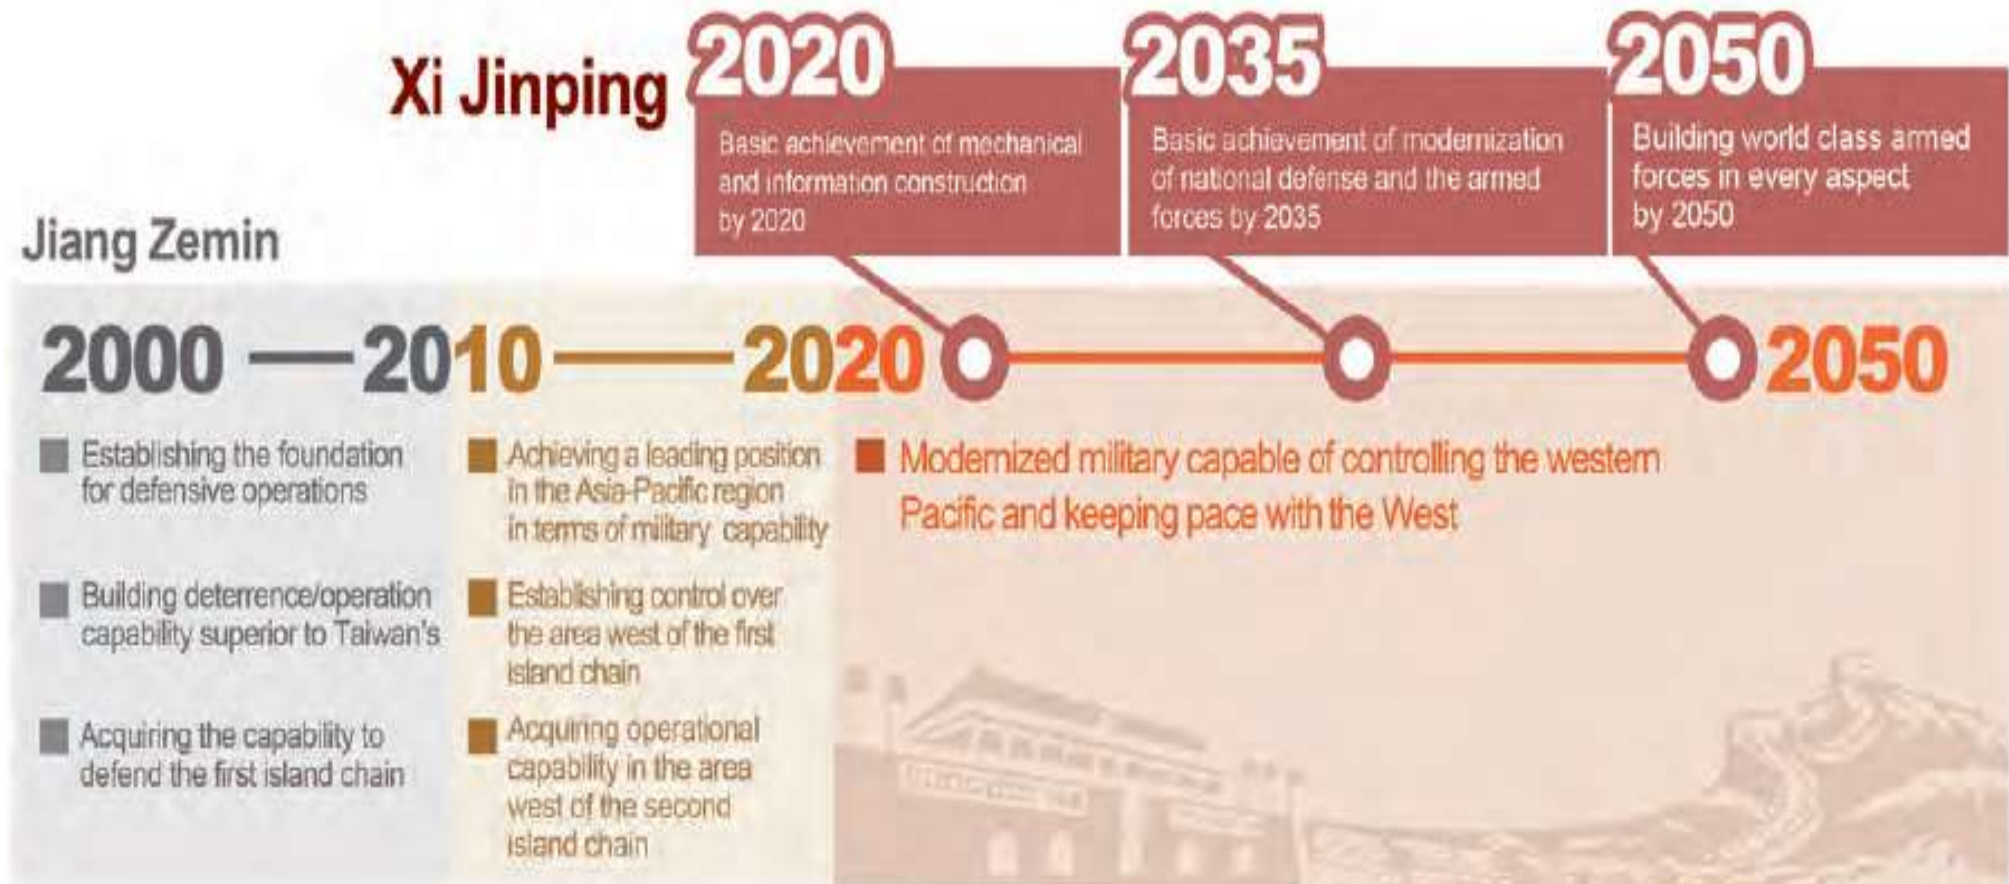 Xi Jinping
2020
Basic achievement of mechanical
and information construction
by 2020
2035
Basic achievement of modernization
of national defense and the armed
forces by 2035
2050
Building world class armed
forces in every aspect
by 2050
Jiang Zemin
2000
2010
2020
2050
Establishing the foundation
for defensive operations
Building deterrence/operation
capability superior to Taiwan's
Acquiring the capability to
defend the first island chain
Achieving a leading position
in the Asia-Pacific region
in terms of military capability
Establishing control over
the area west of the first
island chain
Acquiring operational
capability in the area
west of the second
island chain
Modernized military capable of controlling the western
Pacific and keeping pace with the West